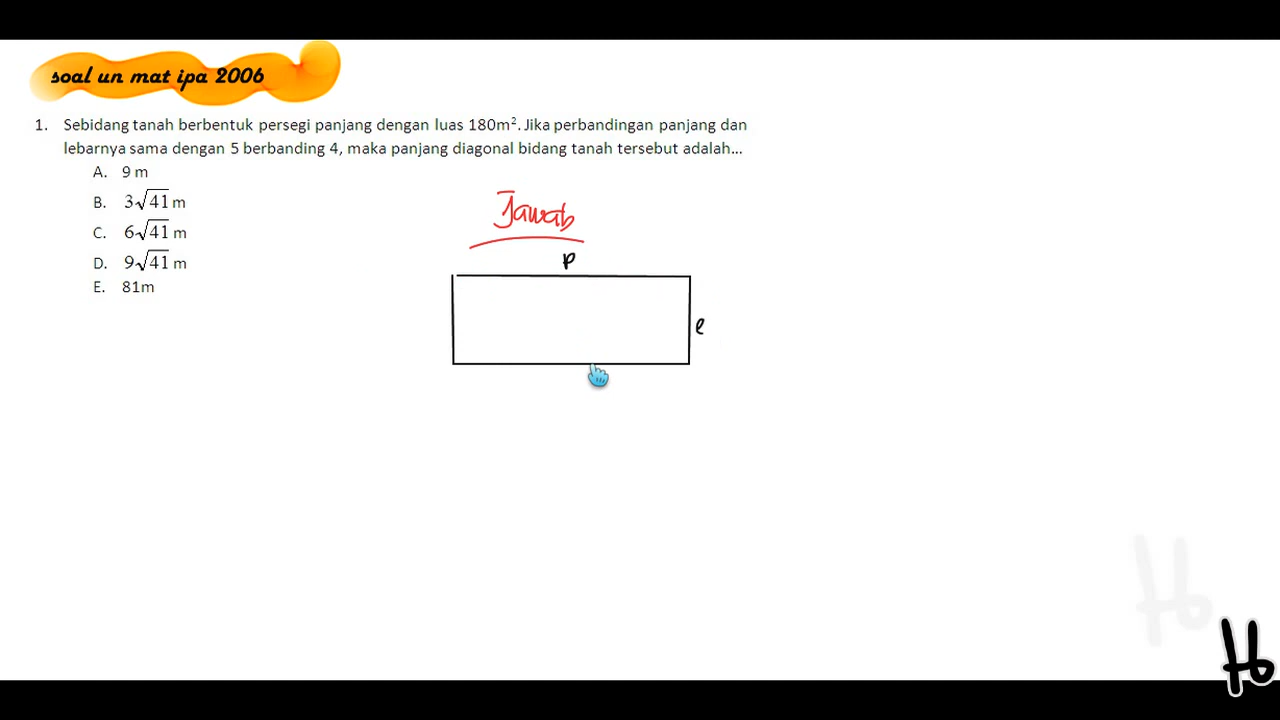 soal un mat ipa 2006
1. Sebidang tanah berbentuk persegi panjang dengan luas 180m². Jika perbandingan panjang dan
lebarnya sama dengan 5 berbanding 4, maka panjang diagonal bidang tanah tersebut adalah...
A. 9 m
B. 3√41 m
C. 6√41 m
D. 9√41 m
E. 81m
Jawab
p
l